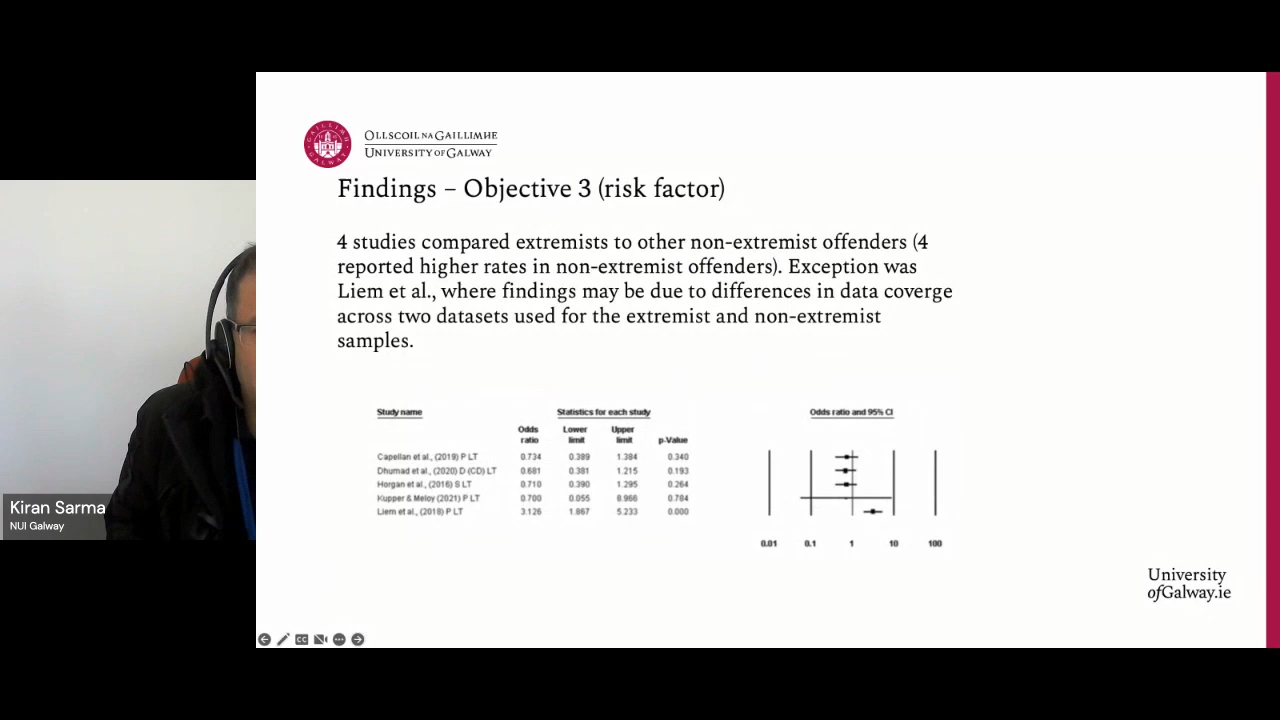 OLLSCOIL NA GAILLIMHE
UNIVERSITY OF GALWAY
Findings – Objective 3 (risk factor)
4 studies compared extremists to other non-extremist offenders (4
reported higher rates in non-extremist offenders). Exception was
Liem et al., where findings may be due to differences in data coverge
across two datasets used for the extremist and non-extremist
samples.
Study name Statistics for each study Odds ratio and 95% CI
Odds ratio Lower limit Upper limit p-Value
Capellan et al., (2019) P LT 0.734 0.389 1.384 0.340
Dhumad et al., (2020) D (CD) LT 0.681 0.381 1.215 0.193
Horgan et al., (2016) S LT 0.710 0.390 1.295 0.264
Kupper & Meloy (2021) P LT 0.700 0.055 8.966 0.784
Liem et al., (2018) P LT 3.126 1.867 5.233 0.000
0.01 0.1 1 10 100
Kiran Sarma
NUI Galway
University
ofGalway.ie
CC